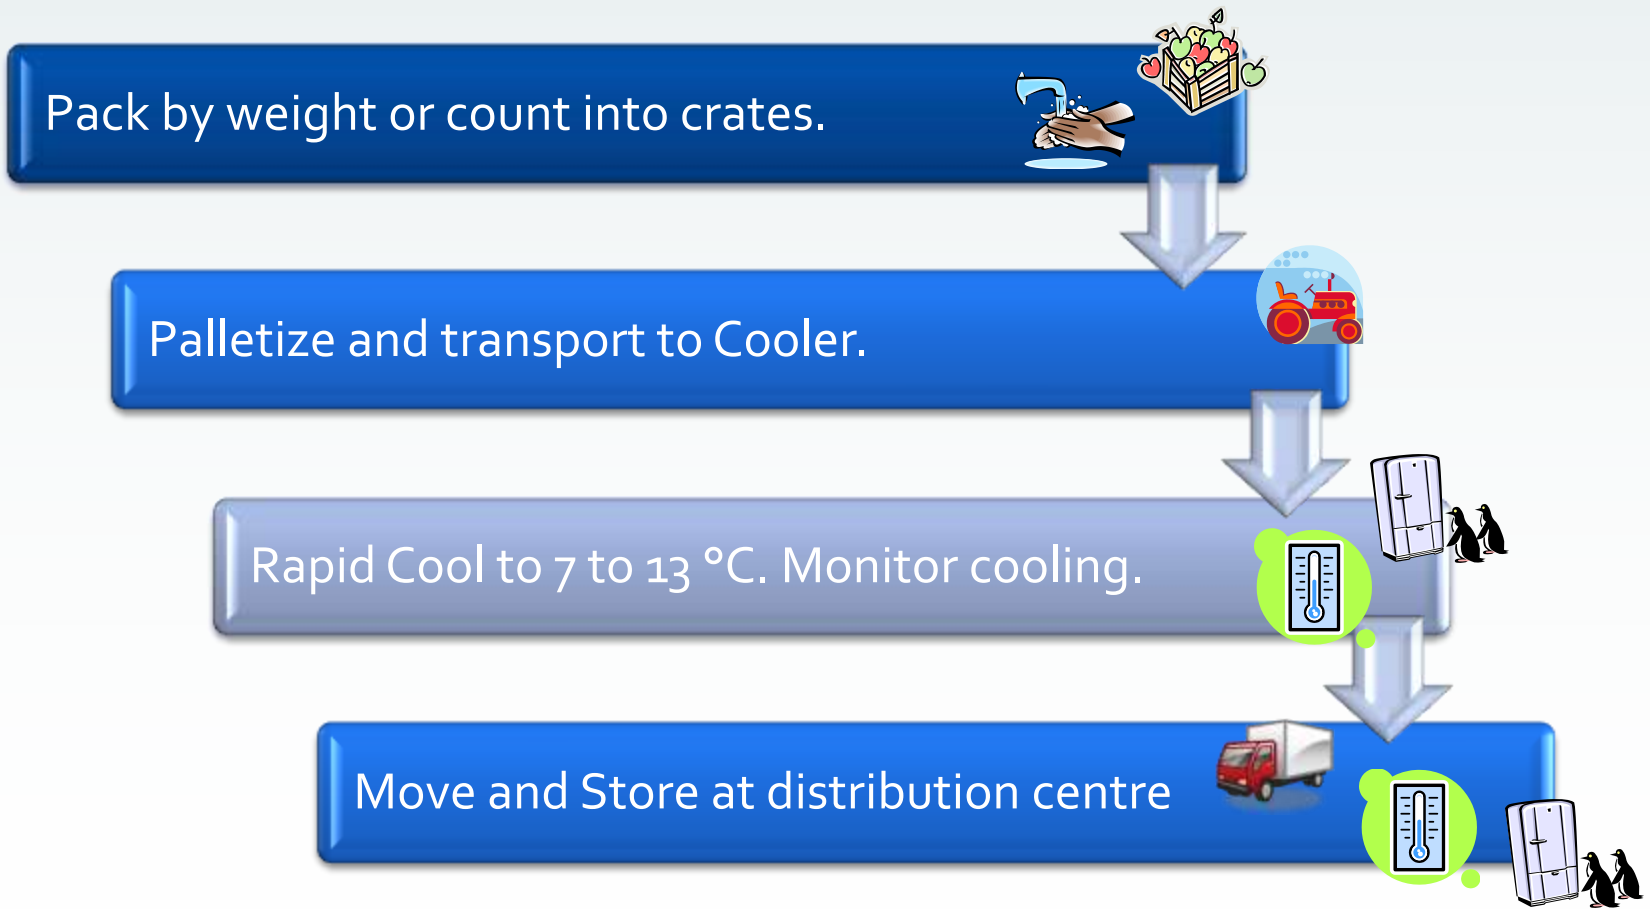 Pack by weight or count into crates.
Palletize and transport to Cooler.
Rapid Cool to 7 to 13 °C. Monitor cooling.
Move and Store at distribution centre